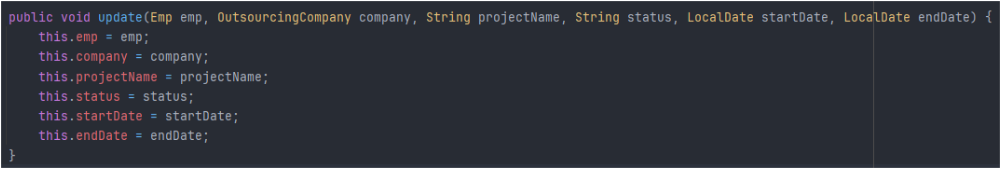 public void update(Emp emp, OutsourcingCompany company, String projectName, String status, LocalDate startDate, LocalDate endDate) {
    this.emp = emp;
    this.company = company;
    this.projectName = projectName;
    this.status = status;
    this.startDate = startDate;
    this.endDate = endDate;
}